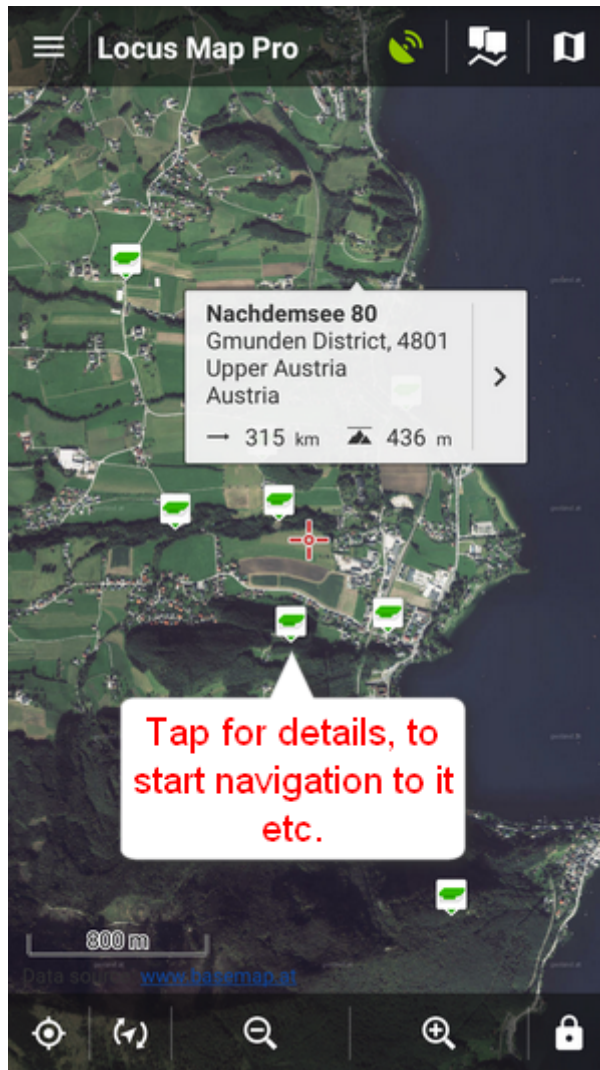 Locus Map Pro
Nachdemsee 80
Gmunden District, 4801
Upper Austria
Austria
315 km 436 m
Tap for details, to
start navigation to it
etc.
800 m
Data source: www.basemap.at